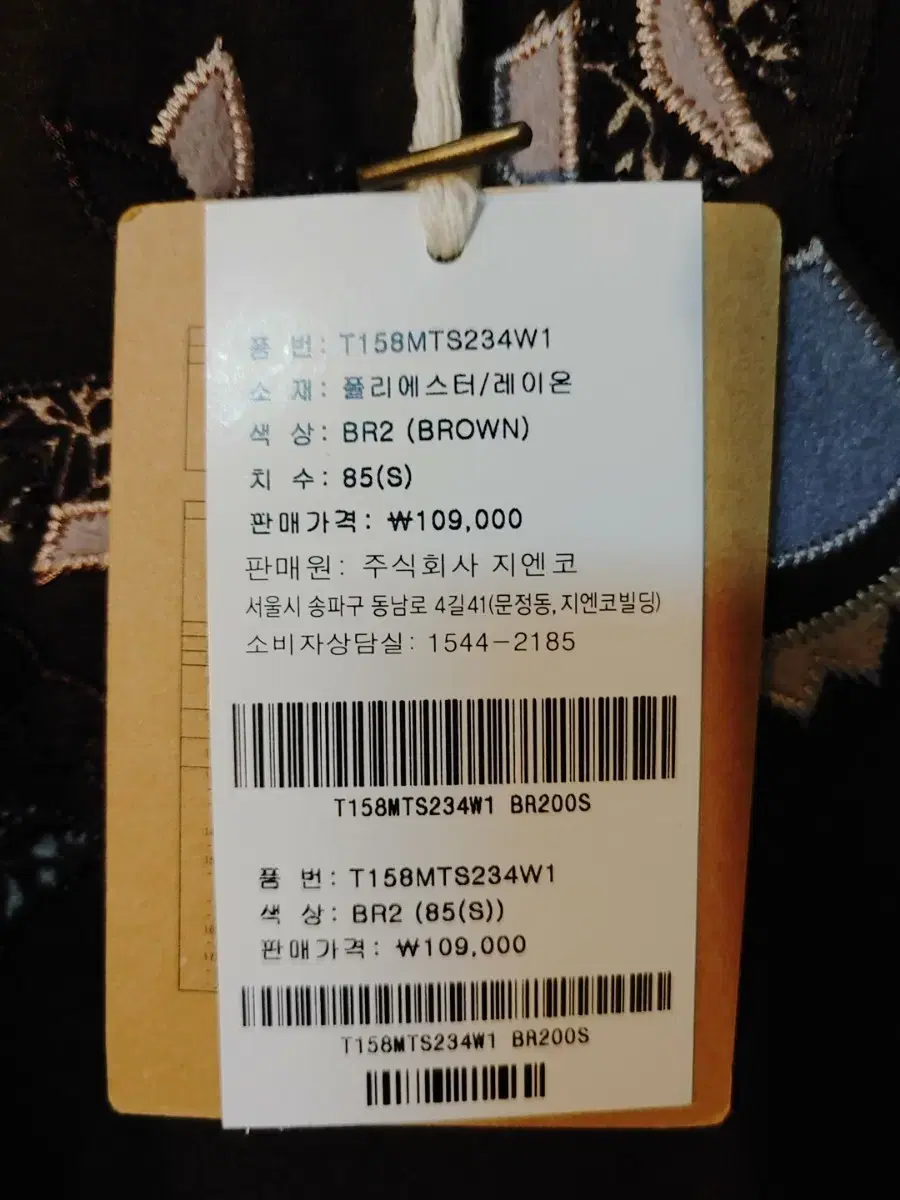 품 번: T158MTS234W1
소 재: 폴리에스터/레이온
색 상: BR2 (BROWN)
치 수: 85(S)
판매가격: ₩109,000
판매원: 주식회사 지엔코
서울시 송파구 동남로 4길41(문정동, 지엔코빌딩)
소비자상담실: 1544-2185
T158MTS234W1 BR200S
품 번: T158MTS234W1
색 상: BR2 (85(S))
판매가격: ₩109,000
T158MTS234W1 BR200S